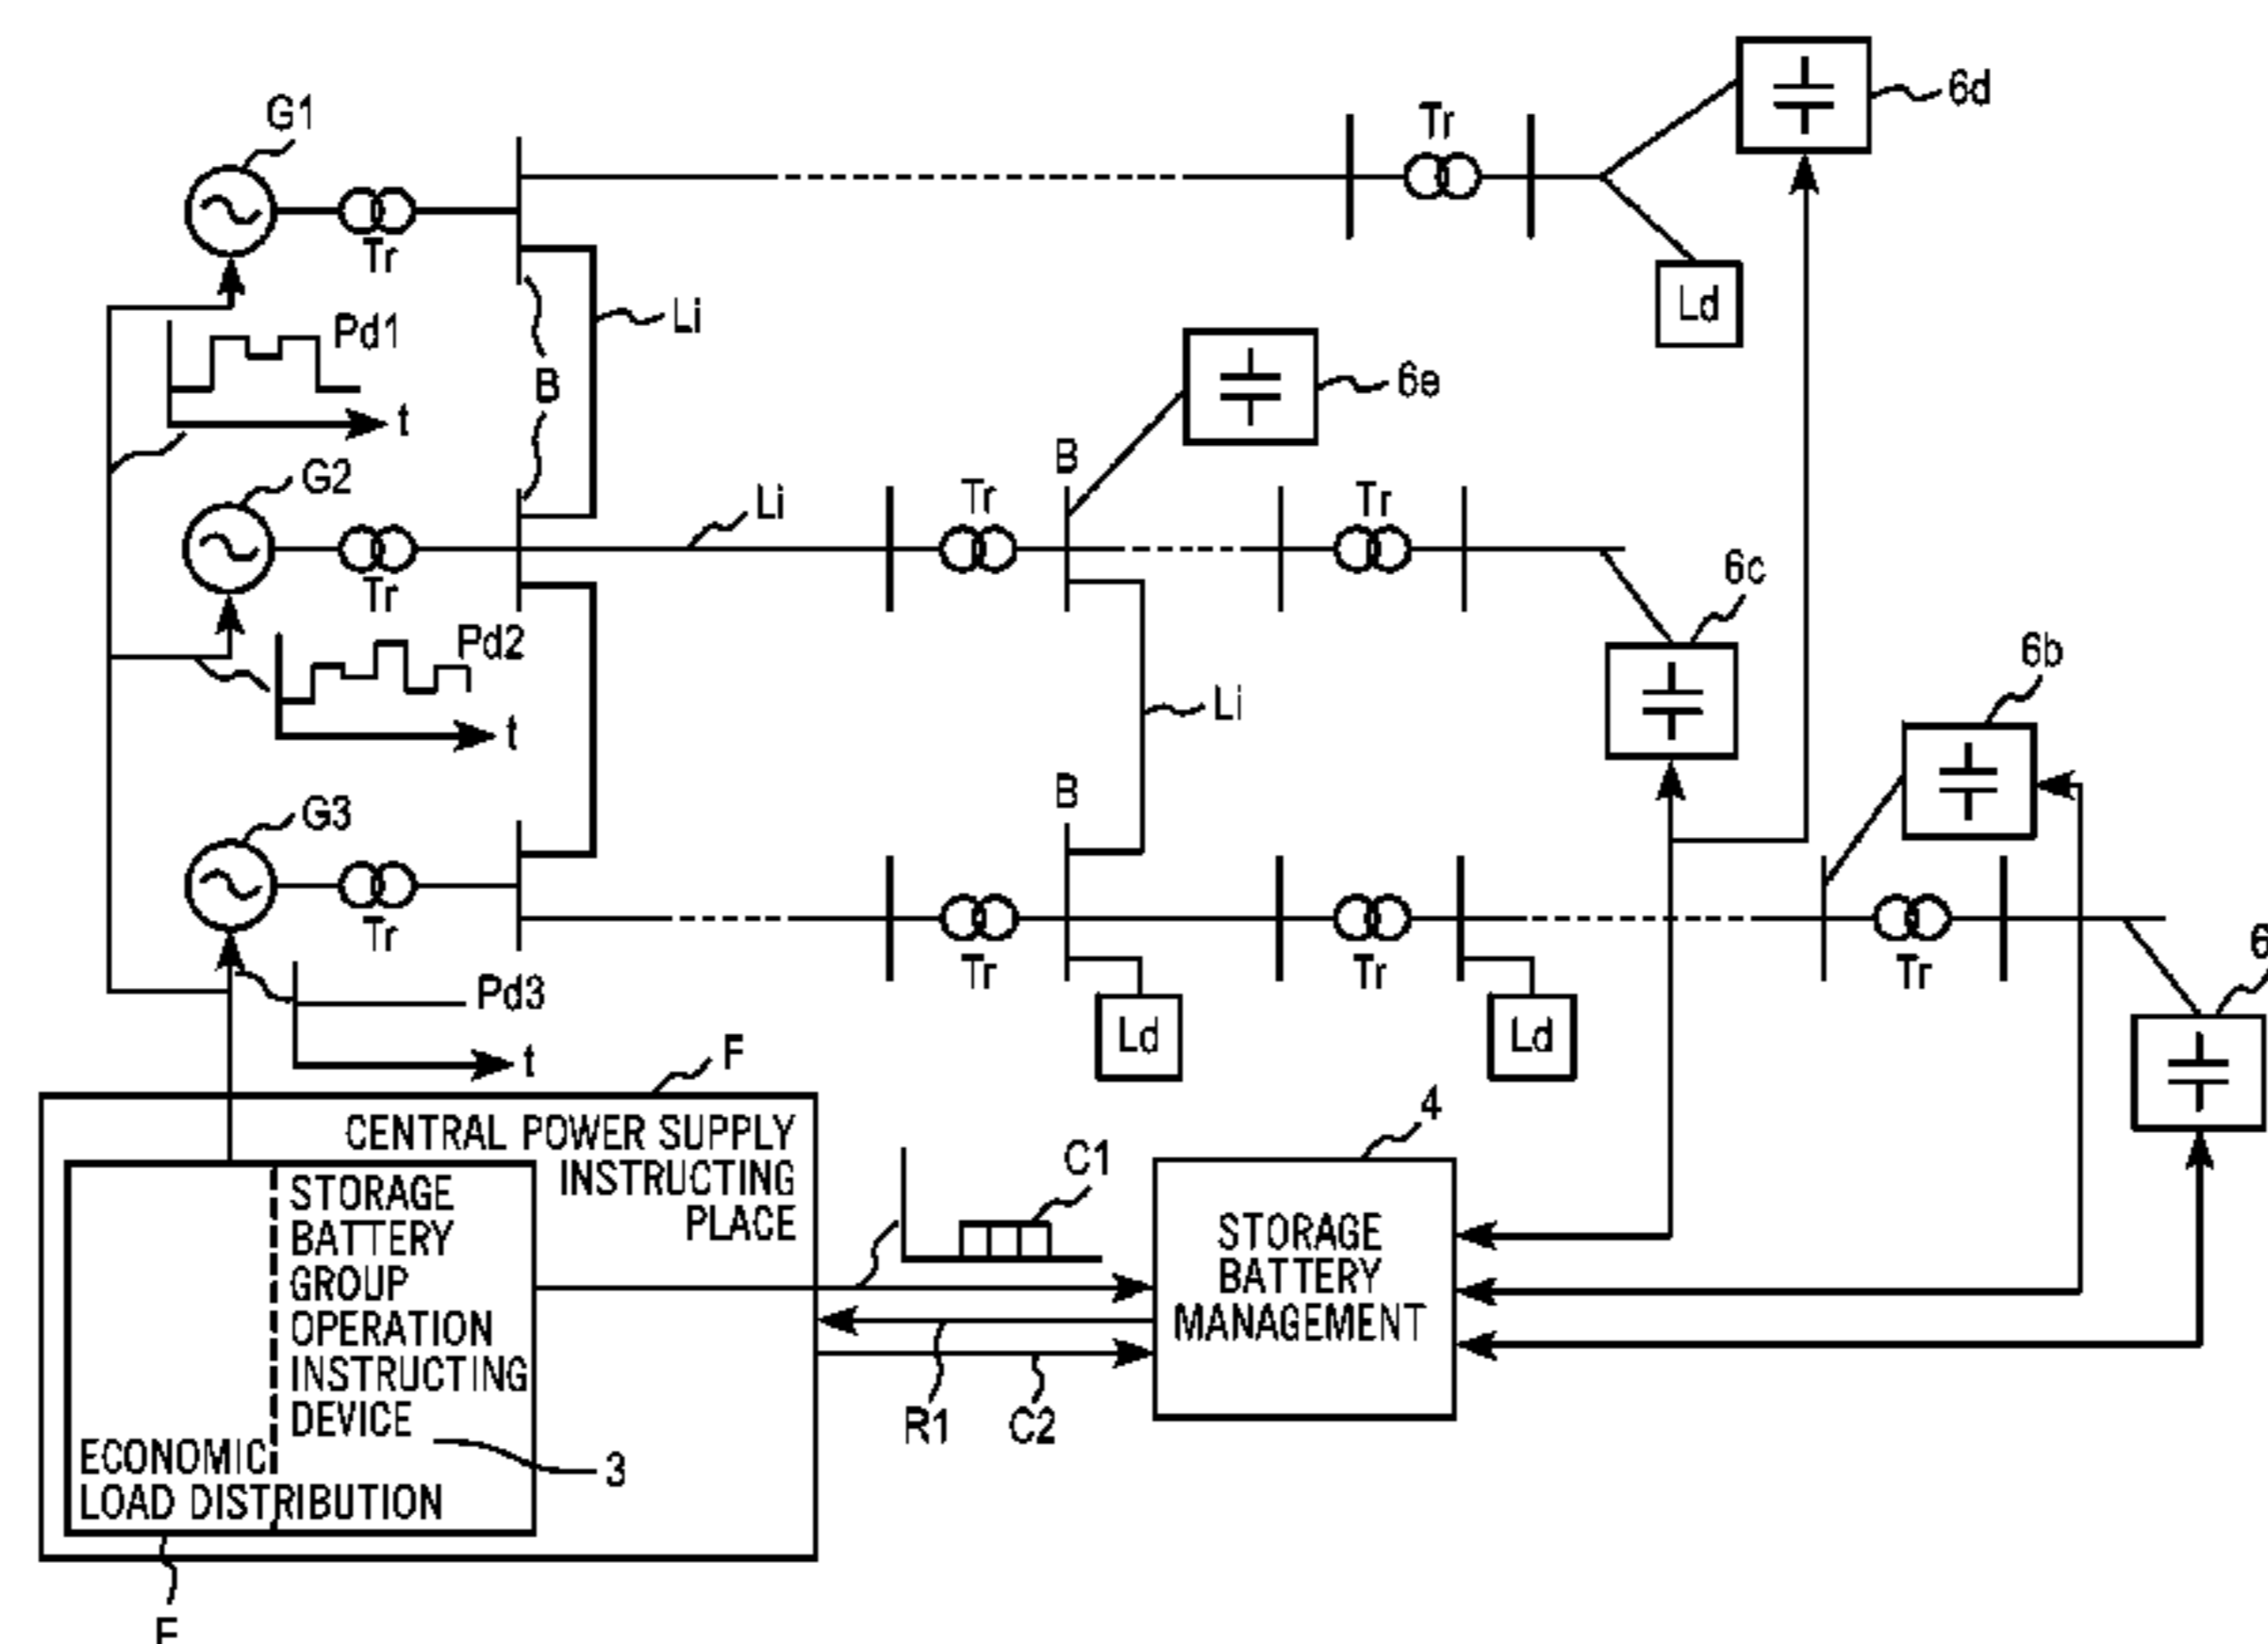 G1
Tr
Pd1
t
B
Li
Tr
6d
Ld
6e
G2
Tr
Li
Tr
B
Tr
6c
Pd2
t
Li
6b
G3
Tr
B
Pd3
t
Tr
Tr
Tr
Ld
Ld
F
CENTRAL POWER SUPPLY
INSTRUCTING
PLACE
STORAGE
BATTERY
GROUP
OPERATION
INSTRUCTING
DEVICE
3
ECONOMIC
LOAD DISTRIBUTION
C1
R1
C2
4
STORAGE
BATTERY
MANAGEMENT